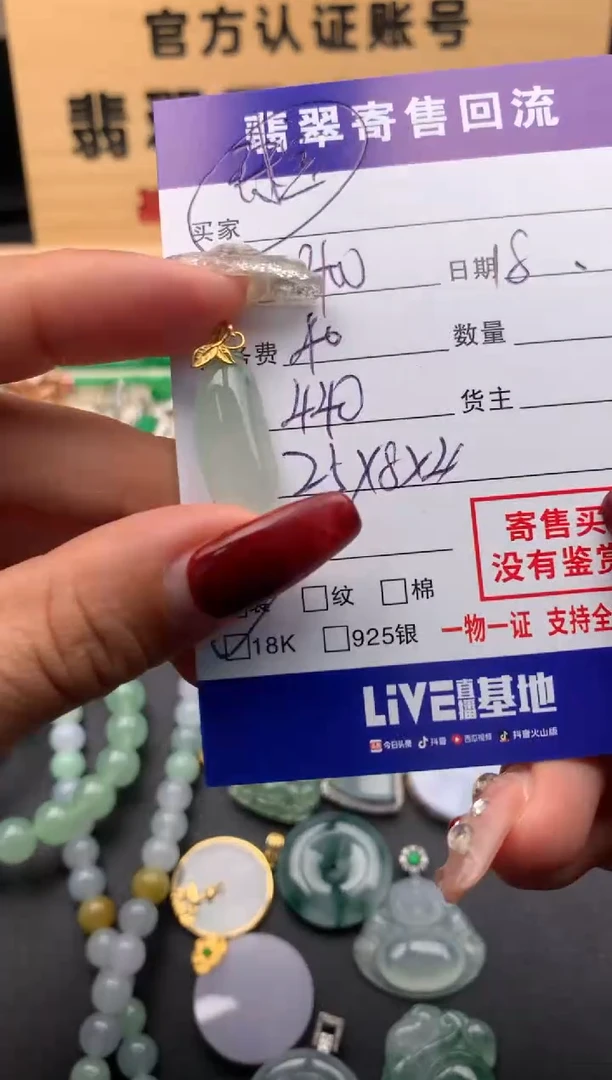 官方认证账号
翡翠
翡翠寄售回流
买家
日期 18、
费 40 数量
440 货主
25X8X4
寄售买
没有鉴赏
纹 棉
18K 925银 一物一证 支持全
LiVE直播基地
今日头条 抖音 西瓜视频 抖音火山版